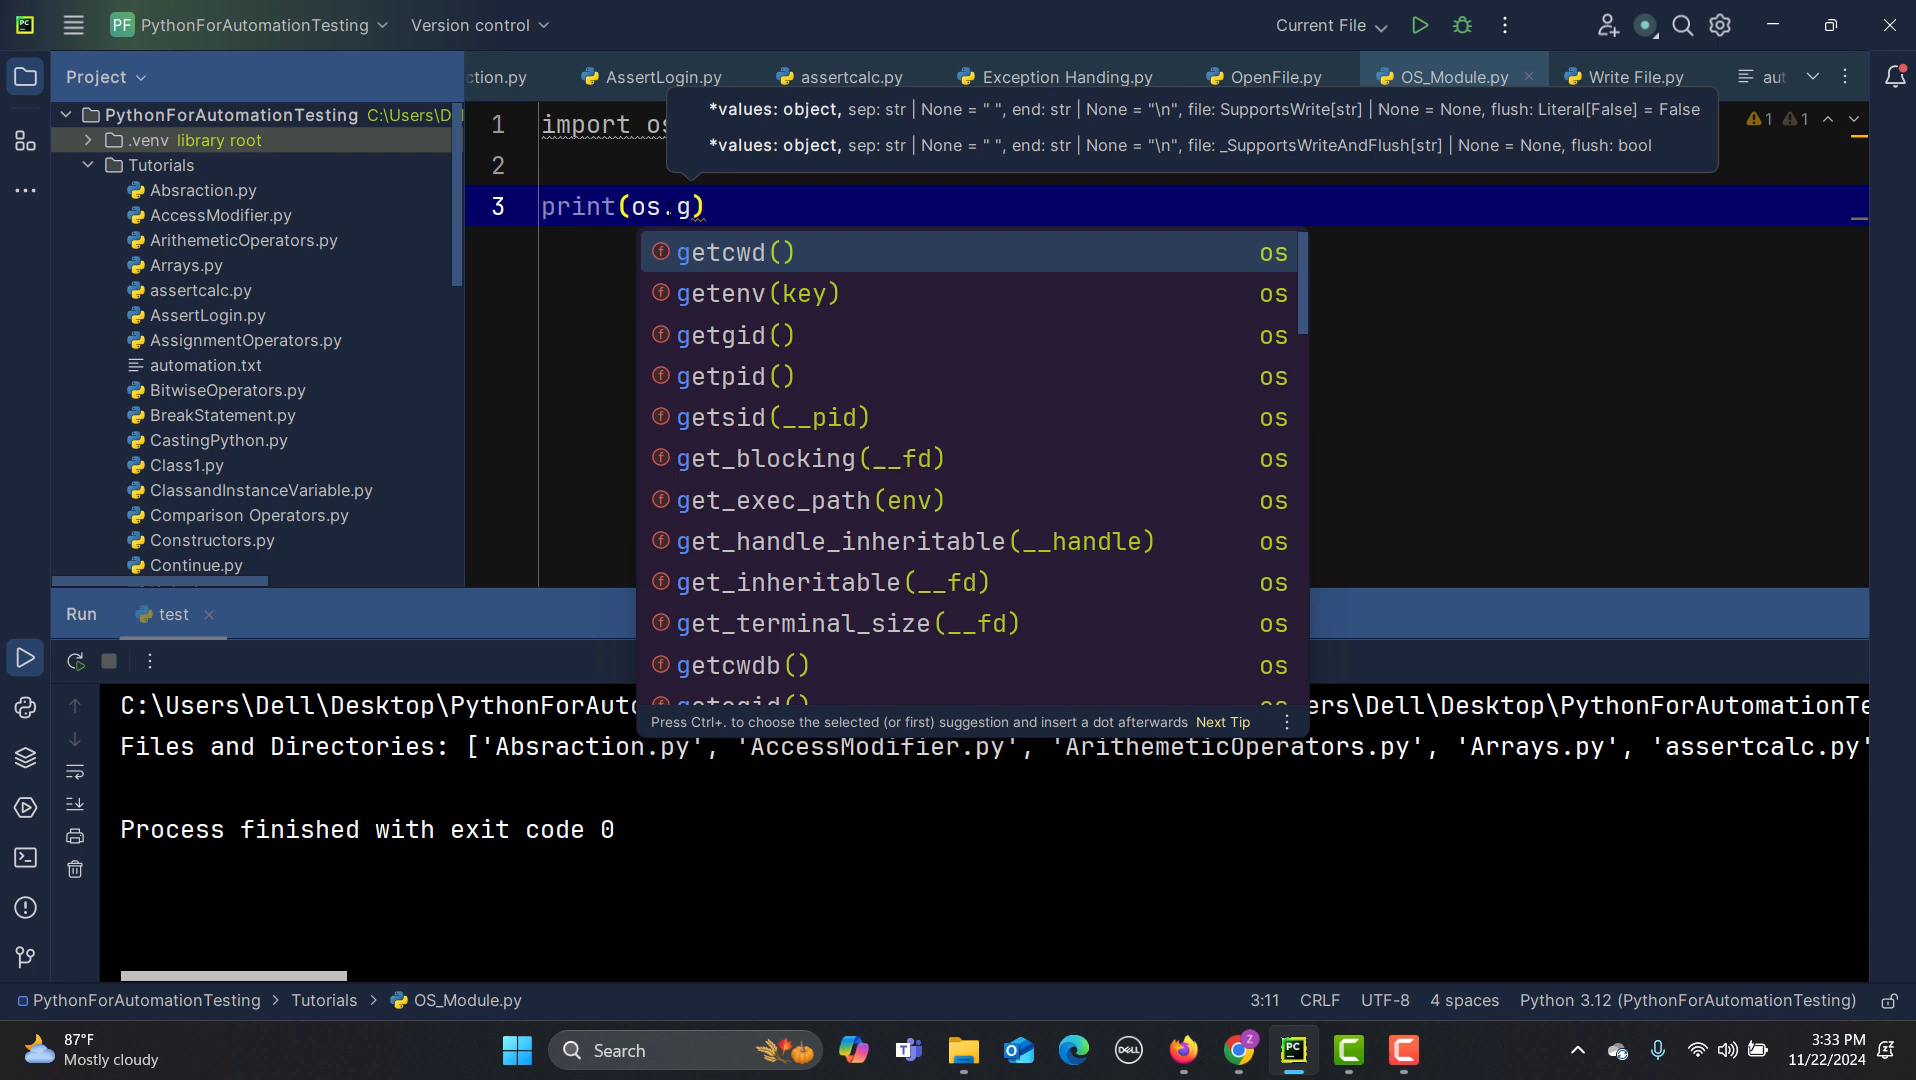 PF PythonForAutomationTesting Version control Current File
Project
ction.py AssertLogin.py assertcalc.py Exception Handing.py OpenFile.py OS_Module.py Write File.py aut
PythonForAutomationTesting C:\Users\D
.venv library root
Tutorials
Absraction.py
AccessModifier.py
ArithemeticOperators.py
Arrays.py
assertcalc.py
AssertLogin.py
AssignmentOperators.py
automation.txt
BitwiseOperators.py
BreakStatement.py
CastingPython.py
Class1.py
ClassandInstanceVariable.py
Comparison Operators.py
Constructors.py
Continue.py
*values: object, sep: str | None = " ", end: str | None = "\n", file: SupportsWrite[str] | None = None, flush: Literal[False] = False
*values: object, sep: str | None = " ", end: str | None = "\n", file: _SupportsWriteAndFlush[str] | None = None, flush: bool
1 import os
1 1
2
3 print(os.g)
getcwd() os
getenv(key) os
getgid() os
getpid() os
getsid(__pid) os
get_blocking(__fd) os
get_exec_path(env) os
get_handle_inheritable(__handle) os
get_inheritable(__fd) os
get_terminal_size(__fd) os
getcwdb() os
Press Ctrl+. to choose the selected (or first) suggestion and insert a dot afterwards Next Tip
Run test
C:\Users\Dell\Desktop\PythonForAuto ers\Dell\Desktop\PythonForAutomationTe
Files and Directories: ['Absraction.py', 'AccessModifier.py', 'ArithemeticOperators.py', 'Arrays.py', 'assertcalc.py'
Process finished with exit code 0
PythonForAutomationTesting > Tutorials > OS_Module.py 3:11 CRLF UTF-8 4 spaces Python 3.12 (PythonForAutomationTesting)
87°F
Mostly cloudy
Search
DELL
Z
PC
3:33 PM
11/22/2024